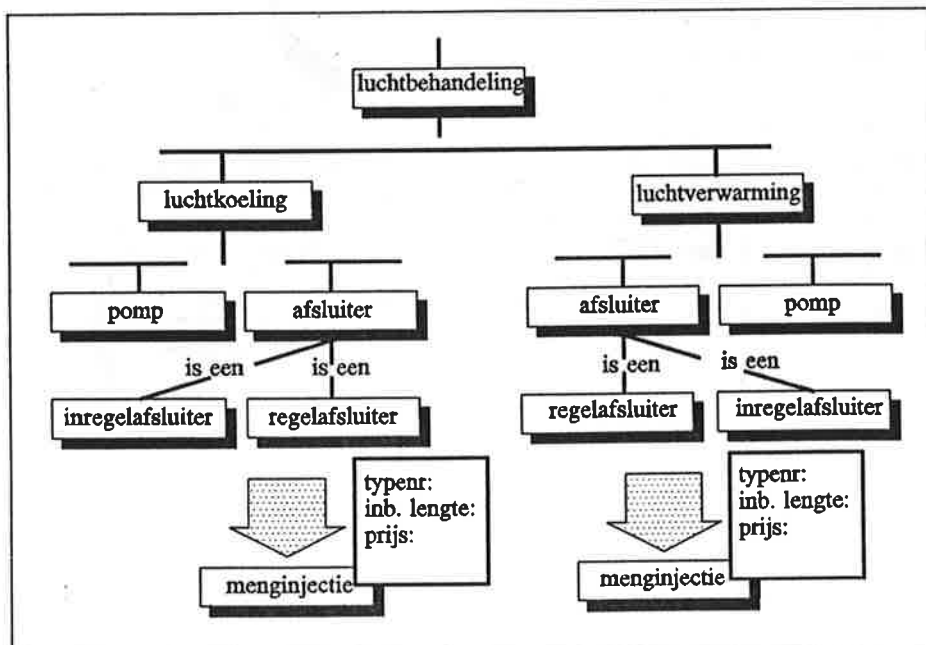 luchtbehandeling
luchtkoeling
luchtverwarming
pomp
afsluiter
afsluiter
pomp
is een
is een
is een
is een
inregelafsluiter
regelafsluiter
regelafsluiter
inregelafsluiter
typenr:
inb. lengte:
prijs:
typenr:
inb. lengte:
prijs:
menginjectie
menginjectie